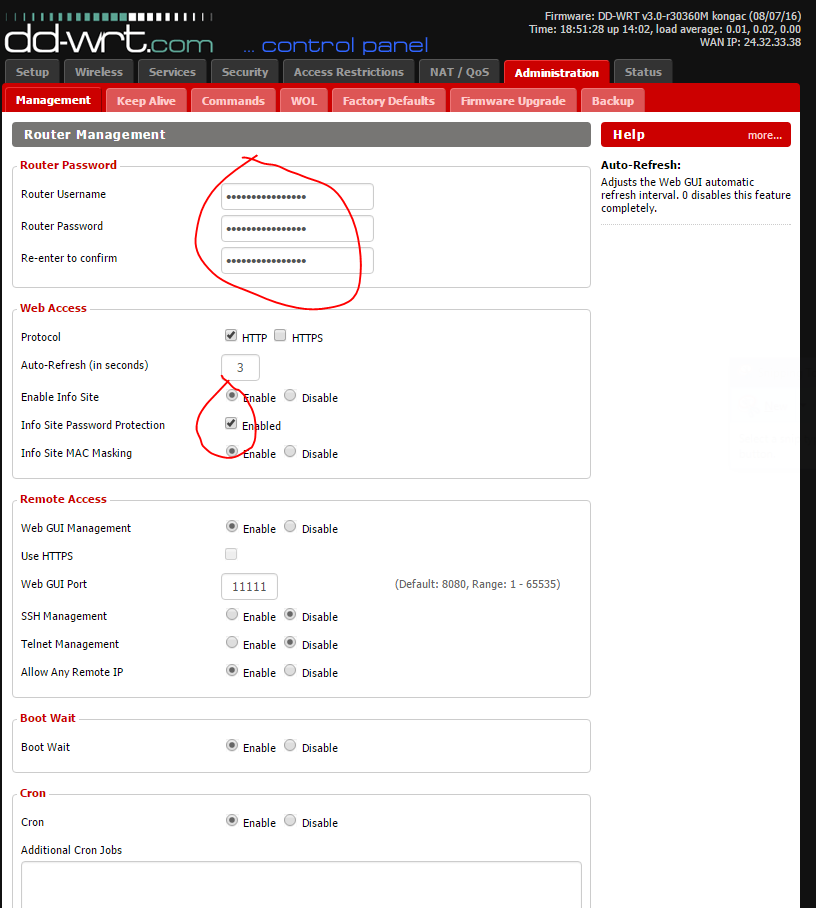 Firmware: DD-WRT v3.0-r30360M kongac (08/07/16)
Time: 18:51:28 up 14:02, load average: 0.01, 0.02, 0.00
WAN IP: 24.32.33.38
dd-wrt.com ... control panel
Setup Wireless Services Security Access Restrictions NAT / QoS Administration Status
Management Keep Alive Commands WOL Factory Defaults Firmware Upgrade Backup
Router Management
Router Password
Router Username ••••••••••••••••
Router Password ••••••••••••••••
Re-enter to confirm ••••••••••••••••
Web Access
Protocol HTTP HTTPS
Auto-Refresh (in seconds) 3
Enable Info Site Enable Disable
Info Site Password Protection Enabled
Info Site MAC Masking Enable Disable
Remote Access
Web GUI Management Enable Disable
Use HTTPS
Web GUI Port 11111 (Default: 8080, Range: 1 - 65535)
SSH Management Enable Disable
Telnet Management Enable Disable
Allow Any Remote IP Enable Disable
Boot Wait
Boot Wait Enable Disable
Cron
Cron Enable Disable
Additional Cron Jobs
Help more...
Auto-Refresh:
Adjusts the Web GUI automatic
refresh interval. 0 disables this feature
completely.